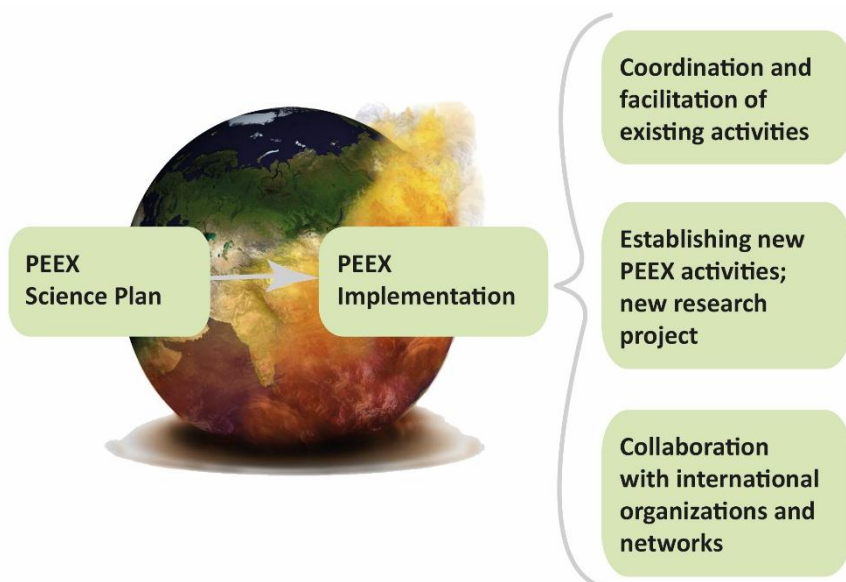 PEEX
Science Plan
PEEX
Implementation
Coordination and
facilitation of
existing activities
Establishing new
PEEX activities;
new research
project
Collaboration
with international
organizations and
networks